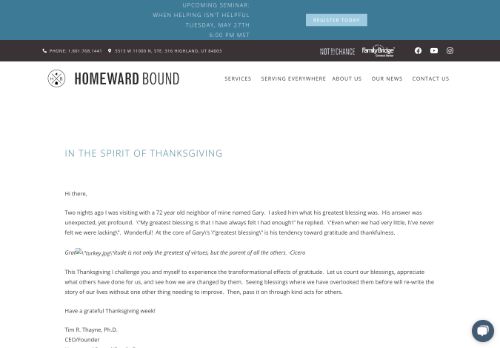 UPCOMING SEMINAR:
WHEN HELPING ISN'T HELPFUL
TUESDAY, MAY 27TH
6:00 PM MST
REGISTER TODAY
PHONE: 1.801.768.1441
5513 W 11000 N, STE. 316 HIGHLAND, UT 84003
NOT BY CHANCE
FamilyBridge
HOMEWARD BOUND
SERVICES SERVING EVERYWHERE ABOUT US OUR NEWS CONTACT US
IN THE SPIRIT OF THANKSGIVING
Hi there,
Two nights ago I was visiting with a 72 year old neighbor of mine named Gary. I asked him what his greatest blessing was. His answer was
unexpected, yet profound. \"My greatest blessing is that I have always felt I had enough!\" he replied. \"Even when we had very little, I\'ve never
felt we were lacking\". Wonderful! At the core of Gary\'s \"greatest blessing\" is his tendency toward gratitude and thankfulness.
\"turkey.jpg\" tude is not only the greatest of virtues, but the parent of all the others. -Cicero
This Thanksgiving I challenge you and myself to experience the transformational effects of gratitude. Let us count our blessings, appreciate
what others have done for us, and see how we are changed by them. Seeing blessings where we have overlooked them before will re-write the
story of our lives without one other thing needing to improve. Then, pass it on through kind acts for others.
Have a grateful Thanksgiving week!
Tim R. Thayne, Ph.D.
CEO/Founder